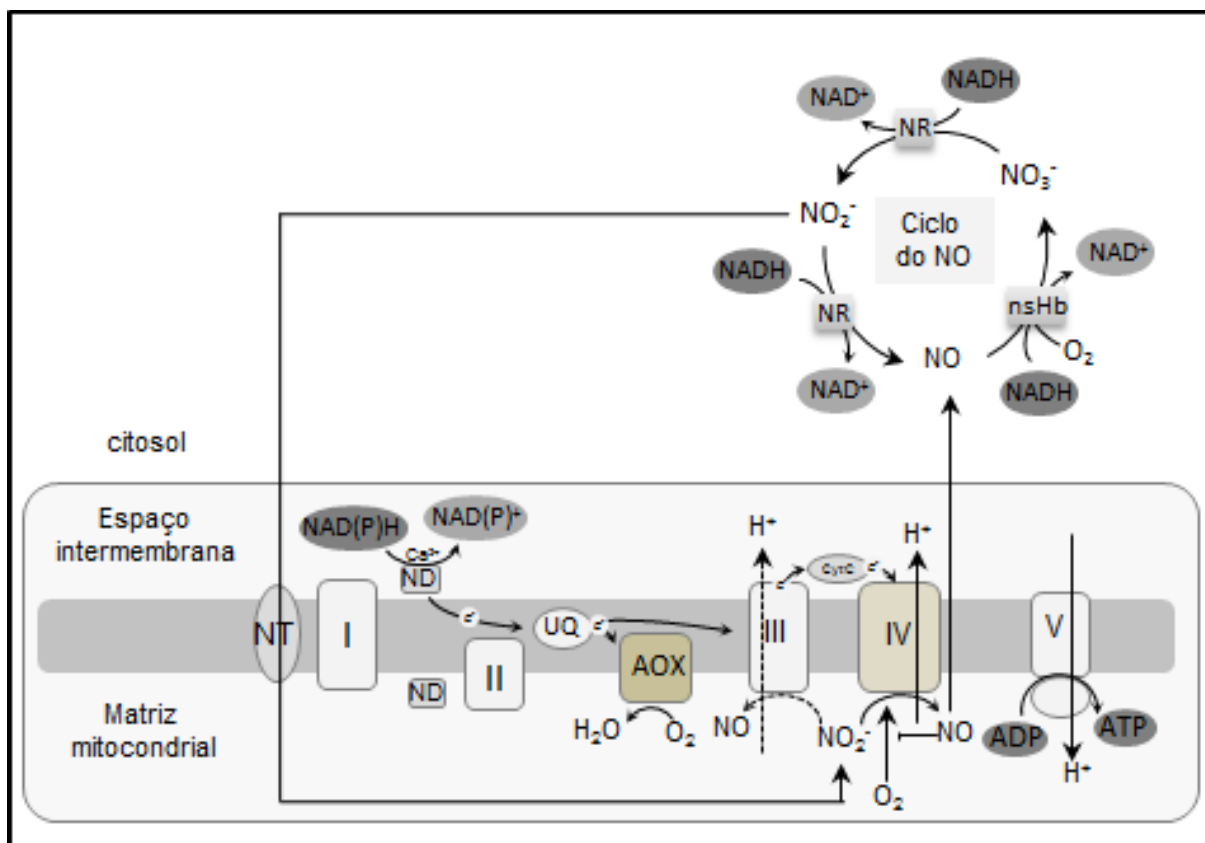 NADH
NAD⁺
NR
NO₃⁻
NO₂⁻
Ciclo
do NO
NAD⁺
NADH
nsHb
NR
NO
O₂
NAD⁺
NADH
citosol
Espaço
intermembrana
NAD(P)H
NAD(P)⁺
Ca²⁺
ND
H⁺
H⁺
cytc
e⁻
e⁻
NT
I
e⁻
UQ
e⁻
III
IV
V
II
AOX
ND
Matriz
mitocondrial
H₂O
O₂
NO
NO₂⁻
NO
ADP
ATP
O₂
H⁺